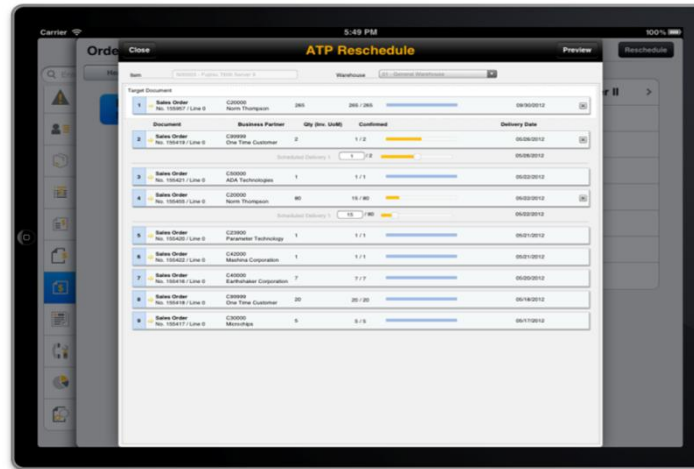 Carrier 5:49 PM 100%
Orde Close ATP Reschedule Preview Reschedule
Item Warehouse 01 - General Warehouse
Target Document
1 Sales Order C20000 265 265 / 265 09/30/2012
No. 155957 / Line 0 Norm Thompson
Document Business Partner Qty (Inv. UoM) Confirmed Delivery Date
2 Sales Order C99999 2 1 / 2 05/08/2012
No. 155419 / Line 0 One Time Customer
Scheduled Delivery 1 1 / 2 05/08/2012
3 Sales Order C50000 1 1 / 1 05/22/2012
No. 155421 / Line 0 ADA Technologies
4 Sales Order C20000 80 15 / 80 05/22/2012
No. 155455 / Line 0 Norm Thompson
Scheduled Delivery 1 15 / 80 05/22/2012
5 Sales Order C23900 1 1 / 1 05/21/2012
No. 155420 / Line 0 Parameter Technology
6 Sales Order C42000 1 1 / 1 05/21/2012
No. 155422 / Line 0 Mashina Corporation
7 Sales Order C40000 7 7 / 7 05/20/2012
No. 155416 / Line 0 Earthshaker Corporation
8 Sales Order C99999 20 20 / 20 05/18/2012
No. 155418 / Line 0 One Time Customer
9 Sales Order C30000 5 5 / 5 05/17/2012
No. 155417 / Line 0 Microchips